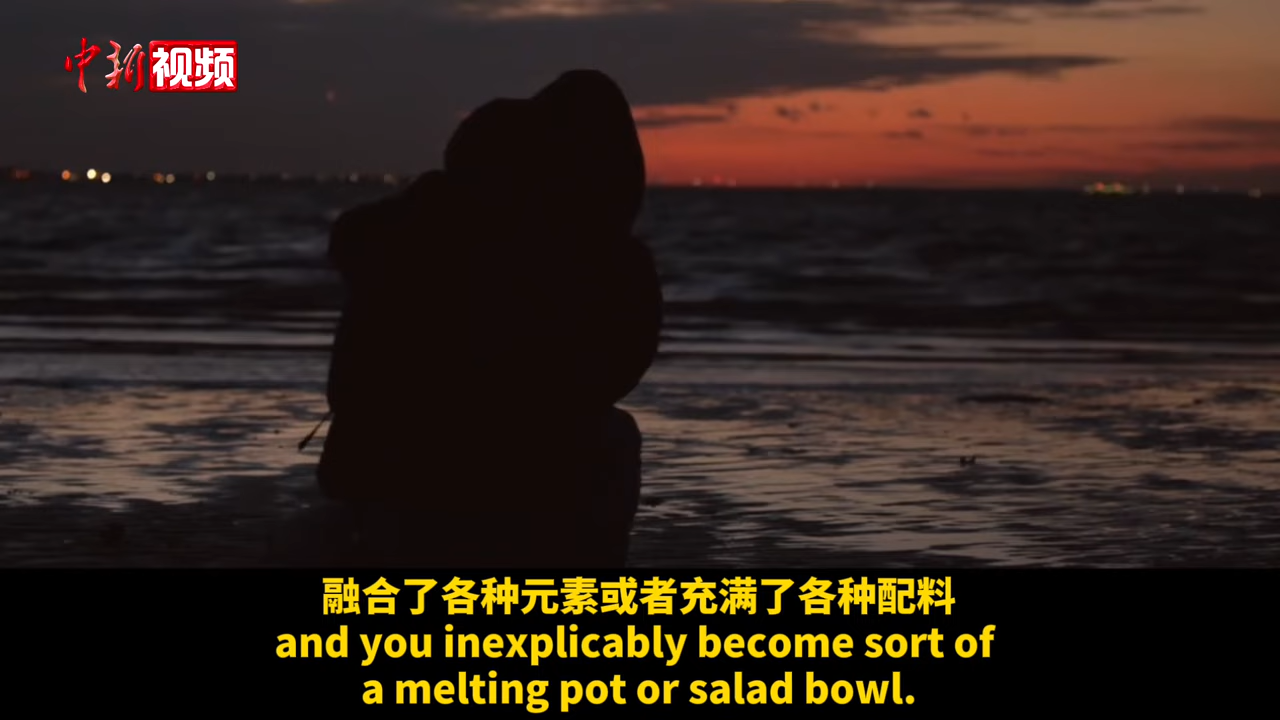 中新视频
融合了各种元素或者充满了各种配料
and you inexplicably become sort of
a melting pot or salad bowl.